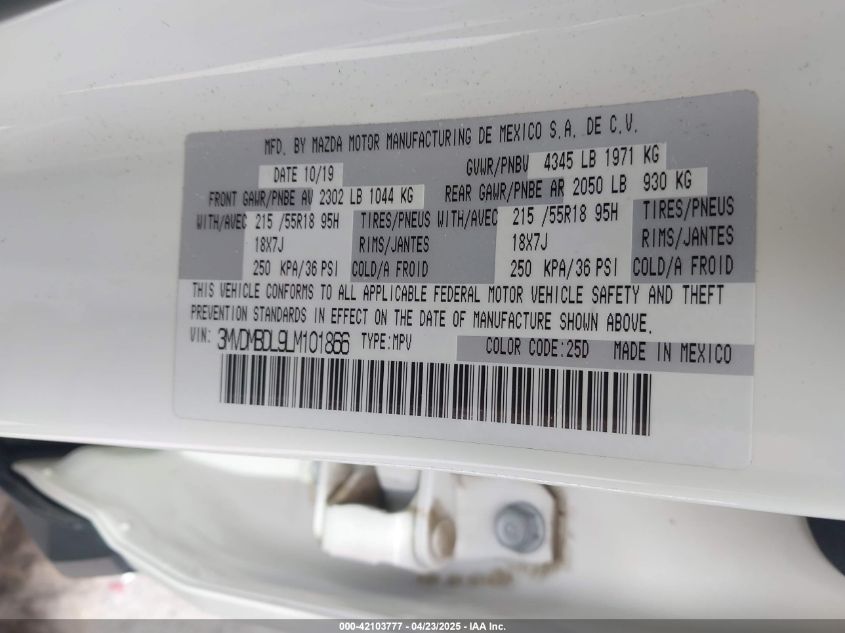 MFD. BY MAZDA MOTOR MANUFACTURING DE MEXICO S.A. DE C.V.
DATE 10/19 GVWR/PNBV 4345 LB 1971 KG
FRONT GAWR/PNBE AV 2302 LB 1044 KG REAR GAWR/PNBE AR 2050 LB 930 KG
WITH/AVEC 215 /55R18 95H TIRES/PNEUS WITH/AVEC 215 /55R18 95H TIRES/PNEUS
18X7J RIMS/JANTES 18X7J RIMS/JANTES
250 KPA/36 PSI COLD/A FROID 250 KPA/36 PSI COLD/A FROID
THIS VEHICLE CONFORMS TO ALL APPLICABLE FEDERAL MOTOR VEHICLE SAFETY AND THEFT
PREVENTION STANDARDS IN EFFECT ON THE DATE OF MANUFACTURE SHOWN ABOVE.
VIN: 3MVDMBDL9LM101866 TYPE:MPV COLOR CODE:25D MADE IN MEXICO
000-42103777 - 04/23/2025 - IAA Inc.